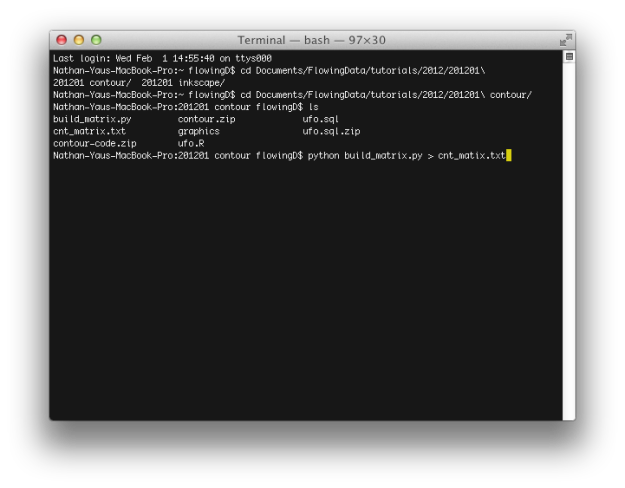 Terminal — bash — 97×30
Last login: Wed Feb  1 14:55:40 on ttys000
Nathan-Yaus-MacBook-Pro:~ flowingD$ cd Documents/FlowingData/tutorials/2012/201201\ 
201201 contour/  201201 inkscape/
Nathan-Yaus-MacBook-Pro:~ flowingD$ cd Documents/FlowingData/tutorials/2012/201201\ contour/
Nathan-Yaus-MacBook-Pro:201201 contour flowingD$ ls
build_matrix.py contour.zip ufo.sql
cnt_matrix.txt graphics ufo.sql.zip
contour-code.zip ufo.R
Nathan-Yaus-MacBook-Pro:201201 contour flowingD$ python build_matrix.py > cnt_matix.txt